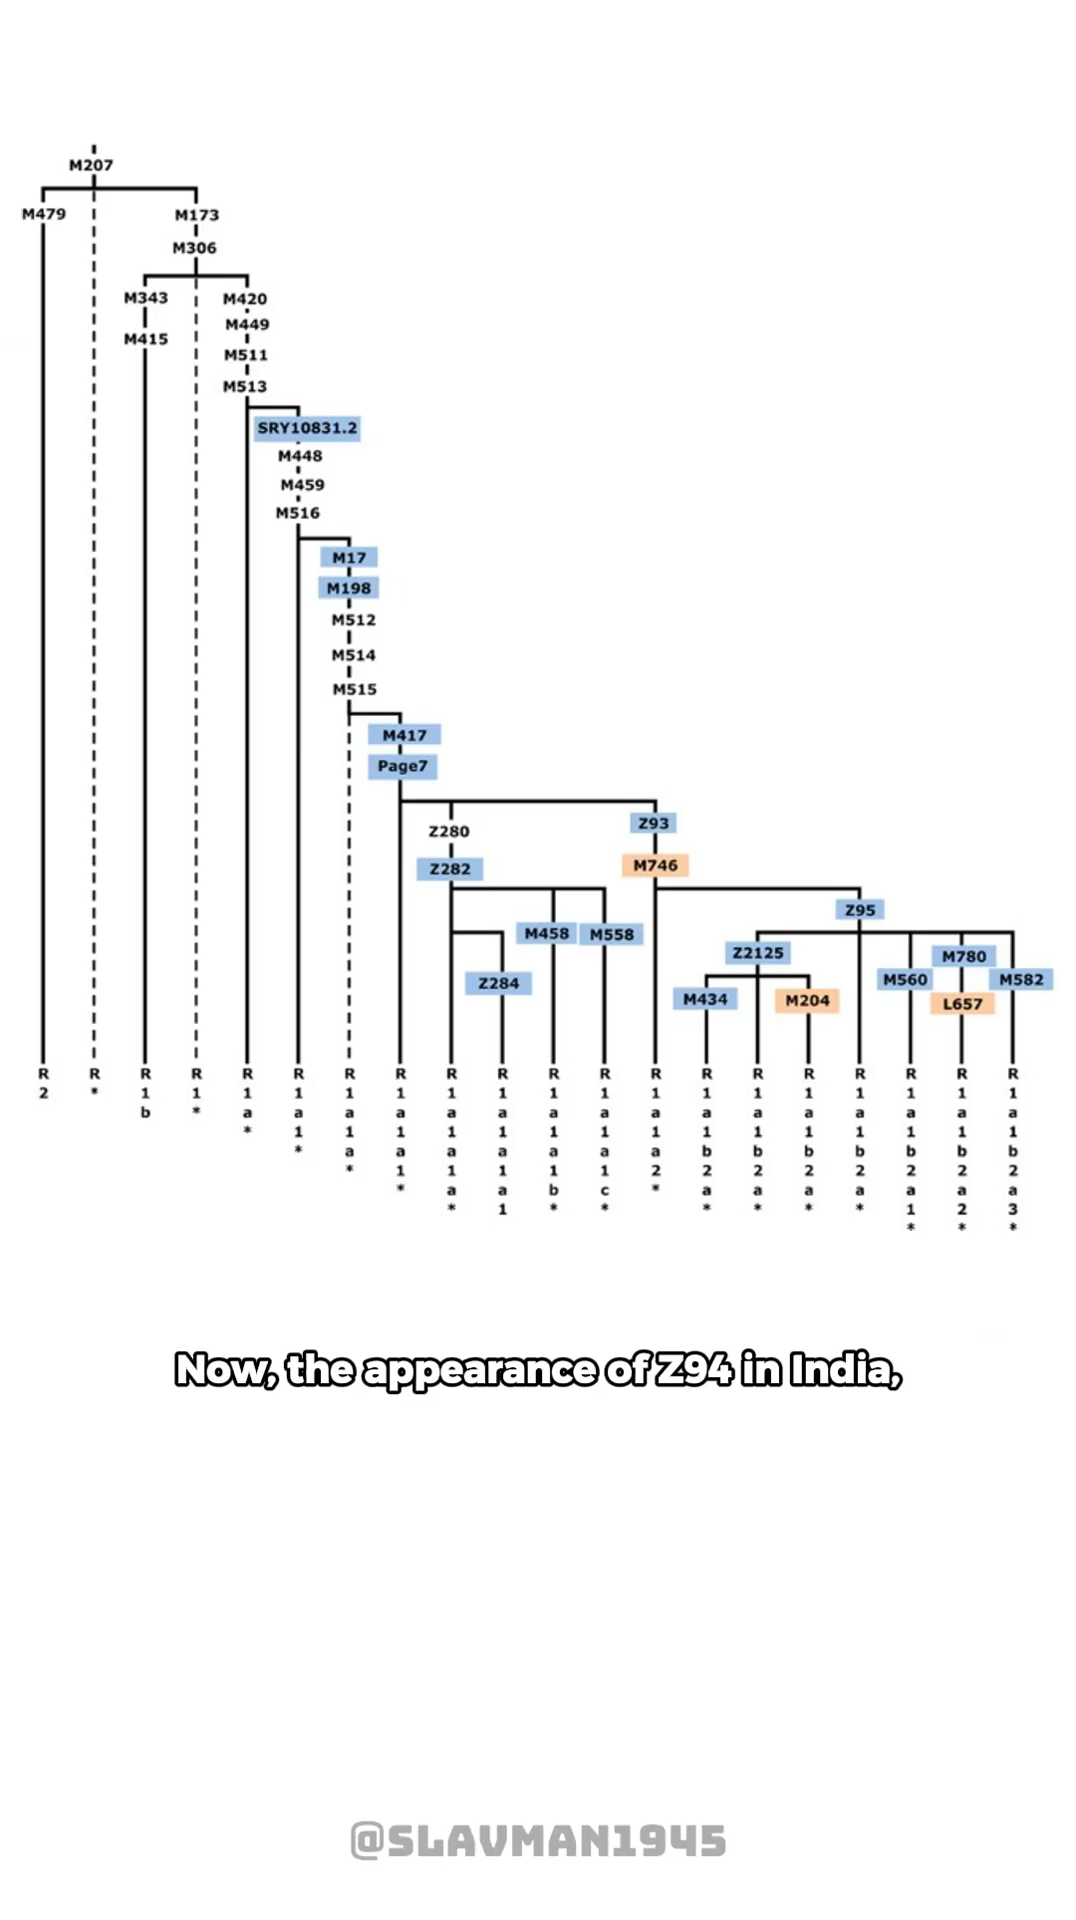 M207
M479
M173
M306
M343
M420
M449
M415
M511
M513
SRY10831.2
M448
M459
M516
M17
M198
M512
M514
M515
M417
Page7
Z280
Z93
Z282
M746
Z95
M458
M558
Z2125
M780
M560
M582
Z284
M434
M204
L657
R2
R*
R1b
R1*
R1a*
R1a1*
R1a1a*
R1a1a1*
R1a1a1a*
R1a1a1a1
R1a1a1b*
R1a1a1c*
R1a1a2*
R1a1b2a*
R1a1b2a*
R1a1b2a*
R1a1b2a*
R1a1b2a1*
R1a1b2a2*
R1a1b2a3*
Now, the appearance of Z94 in India,
@SLAVMAN1945